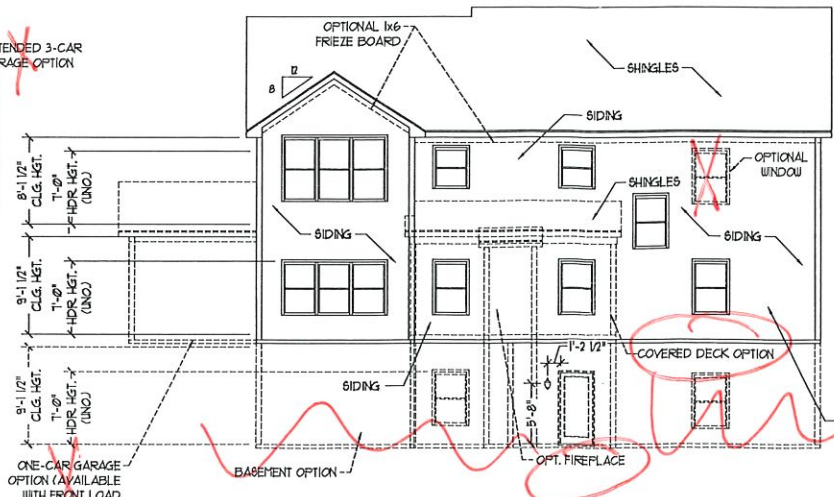 TENDED 3-CAR
RAGE OPTION
OPTIONAL 1x6
FRIEZE BOARD
12
8
SHINGLES
SIDING
OPTIONAL
WINDOW
SHINGLES
SIDING
SIDING
8'-1 1/2"
CLG. HGT.
7'-0"
HDR. HGT.
(UNO.)
9'-1 1/2"
CLG. HGT.
7'-0"
HDR. HGT.
(UNO.)
1'-2 1/2"
COVERED DECK OPTION
SIDING
9'-1 1/2"
CLG. HGT.
7'-0"
HDR. HGT.
(UNO.)
5'-8"
ONE-CAR GARAGE
OPTION (AVAILABLE
WITH FRONT LOAD
BASEMENT OPTION
OPT. FIREPLACE